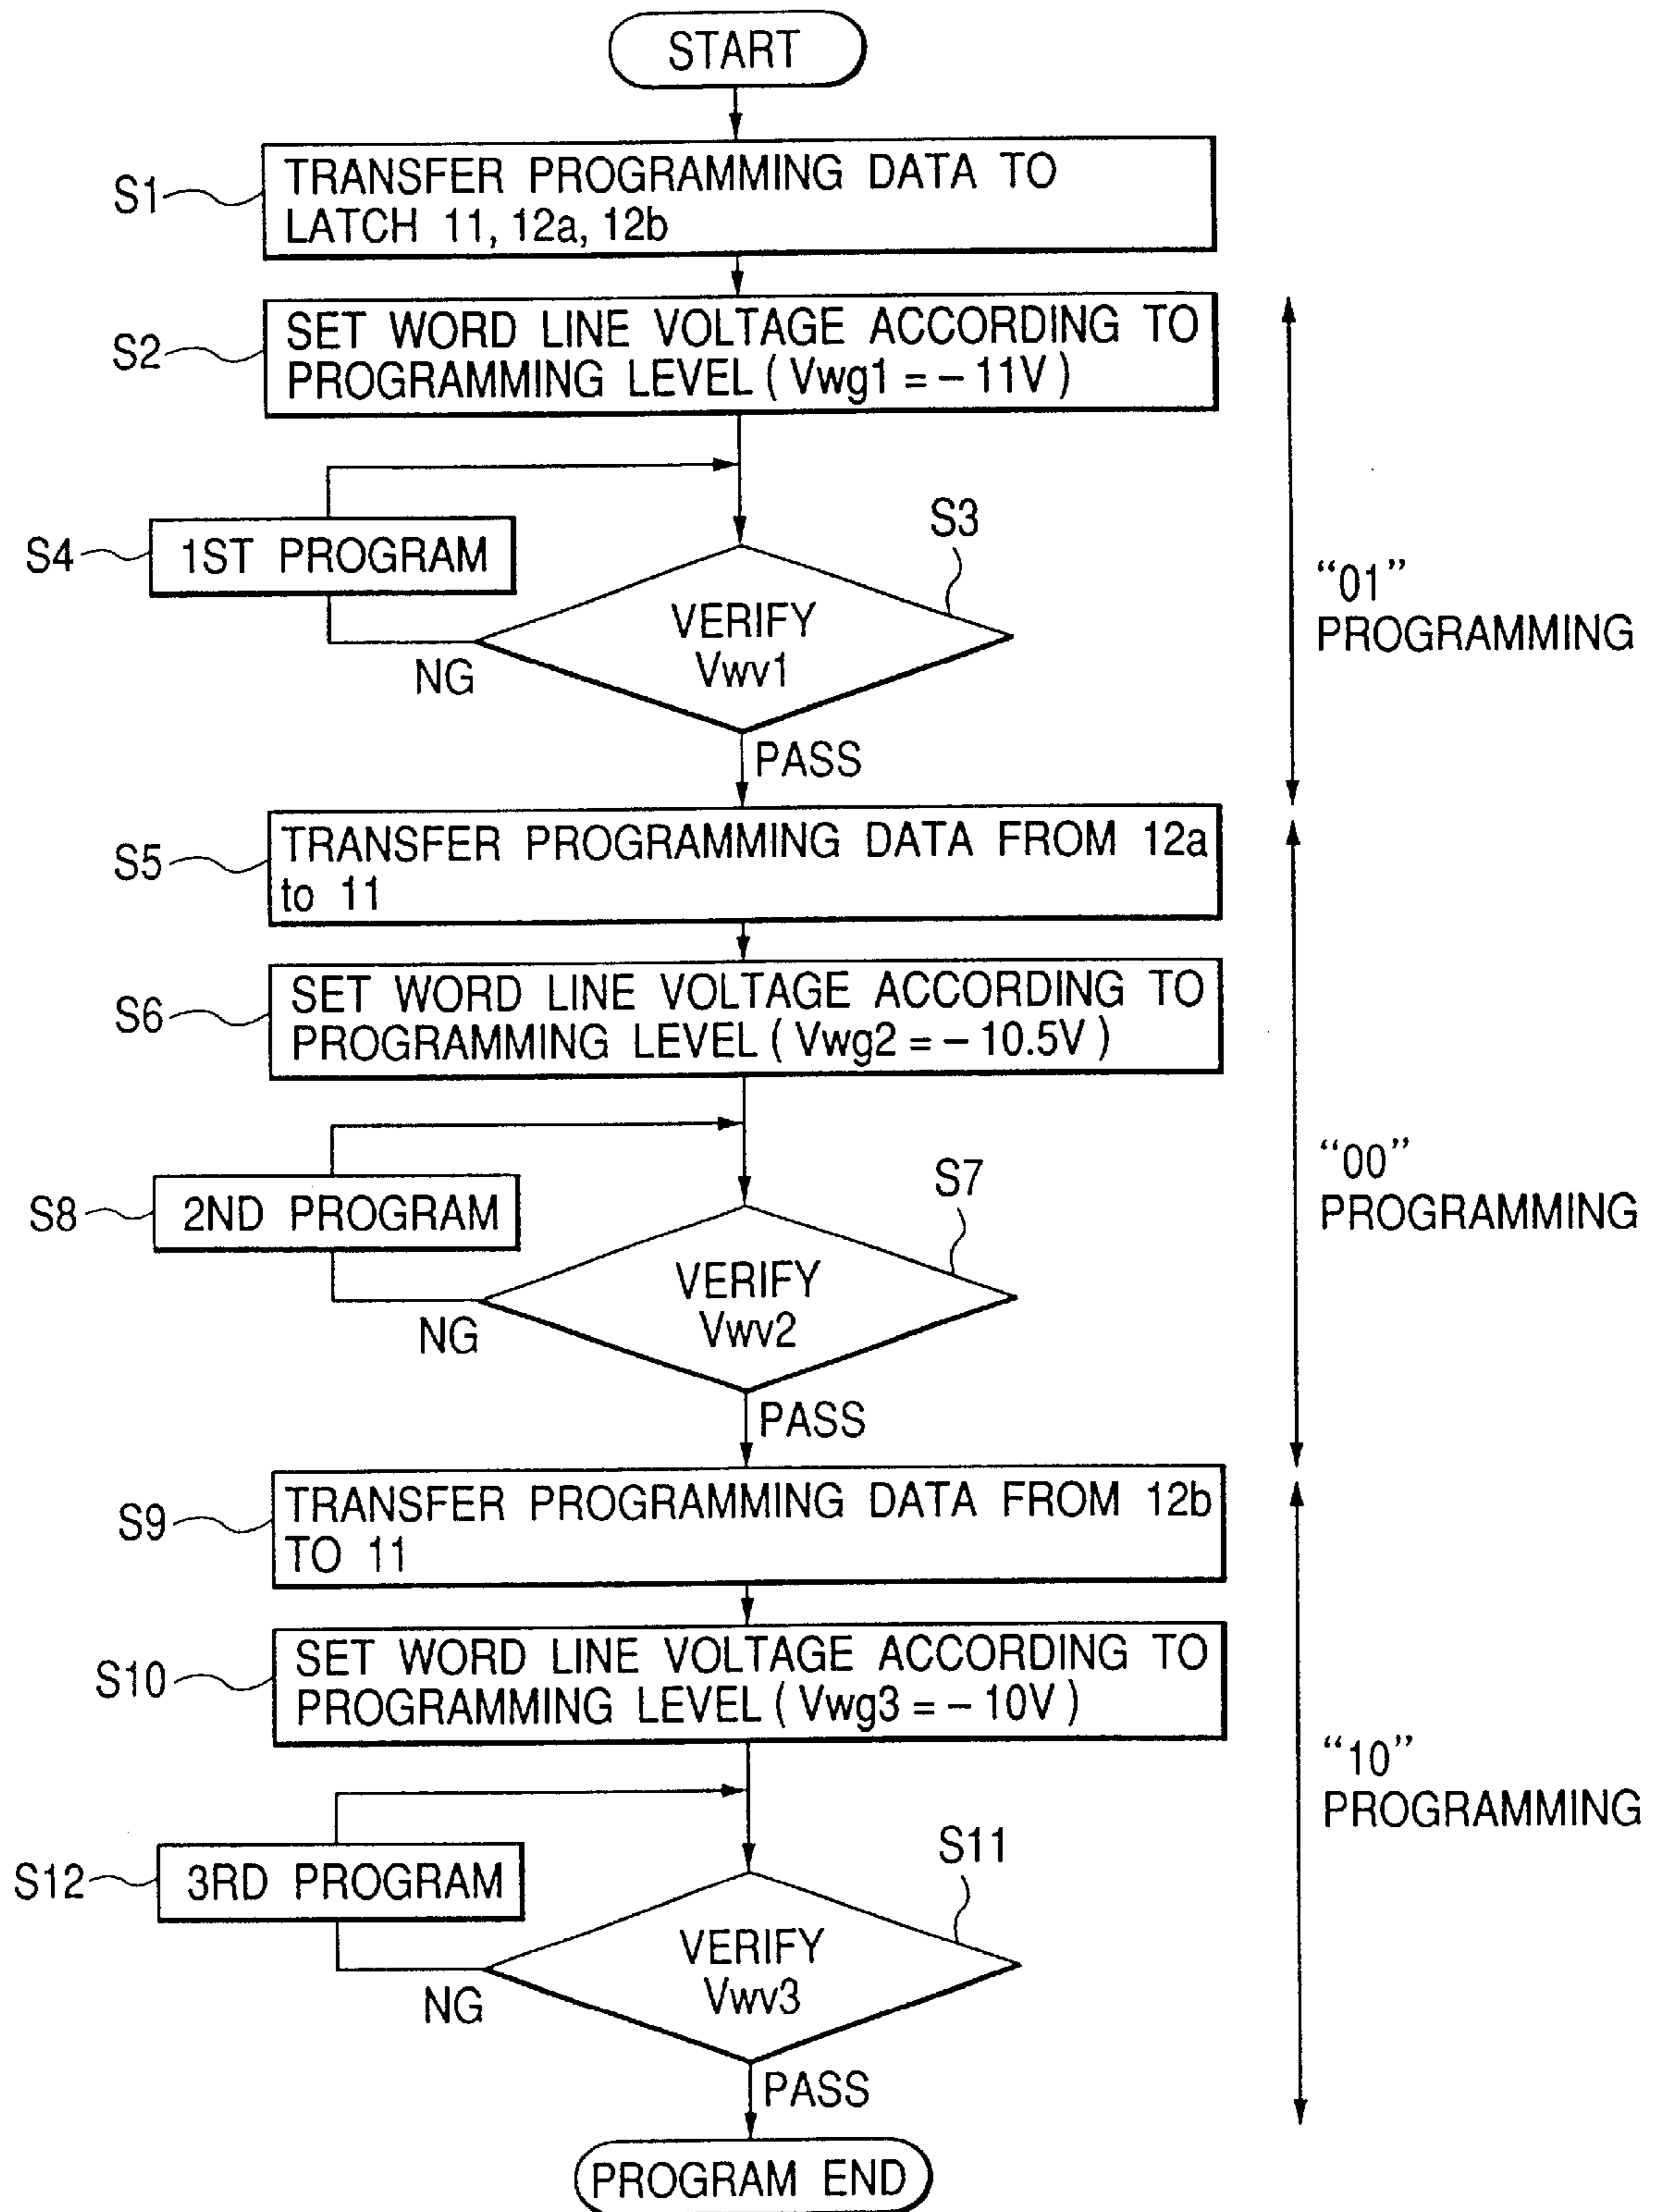 START
S1
TRANSFER PROGRAMMING DATA TO
LATCH 11, 12a, 12b
S2
SET WORD LINE VOLTAGE ACCORDING TO
PROGRAMMING LEVEL ( Vwg1 = – 11V )
S4
1ST PROGRAM
S3
VERIFY
Vwv1
NG
PASS
“01”
PROGRAMMING
S5
TRANSFER PROGRAMMING DATA FROM 12a
to 11
S6
SET WORD LINE VOLTAGE ACCORDING TO
PROGRAMMING LEVEL ( Vwg2 = – 10.5V )
S8
2ND PROGRAM
S7
VERIFY
Vwv2
NG
PASS
“00”
PROGRAMMING
S9
TRANSFER PROGRAMMING DATA FROM 12b
TO 11
S10
SET WORD LINE VOLTAGE ACCORDING TO
PROGRAMMING LEVEL ( Vwg3 = – 10V )
S12
3RD PROGRAM
S11
VERIFY
Vwv3
NG
PASS
“10”
PROGRAMMING
PROGRAM END